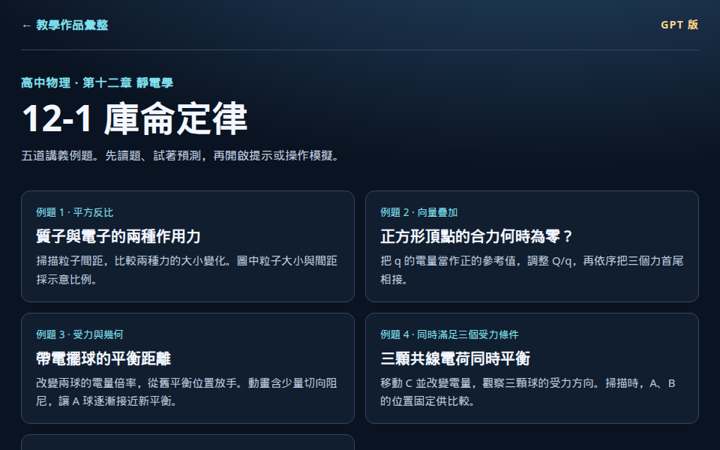 ← 教學作品彙整
GPT 版
高中物理 · 第十二章 靜電學
12-1 庫侖定律
五道講義例題。先讀題、試著預測，再開啟提示或操作模擬。
例題 1 · 平方反比
質子與電子的兩種作用力
掃描粒子間距，比較兩種力的大小變化。圖中粒子大小與間距
採示意比例。
例題 2 · 向量疊加
正方形頂點的合力何時為零？
把 q 的電量當作正的參考值，調整 Q/q，再依序把三個力首尾
相接。
例題 3 · 受力與幾何
帶電擺球的平衡距離
改變兩球的電量倍率，從舊平衡位置放手。動畫含少量切向阻
尼，讓 A 球逐漸接近新平衡。
例題 4 · 同時滿足三個受力條件
三顆共線電荷同時平衡
移動 C 並改變電量，觀察三顆球的受力方向。掃描時，A、B
的位置固定供比較。